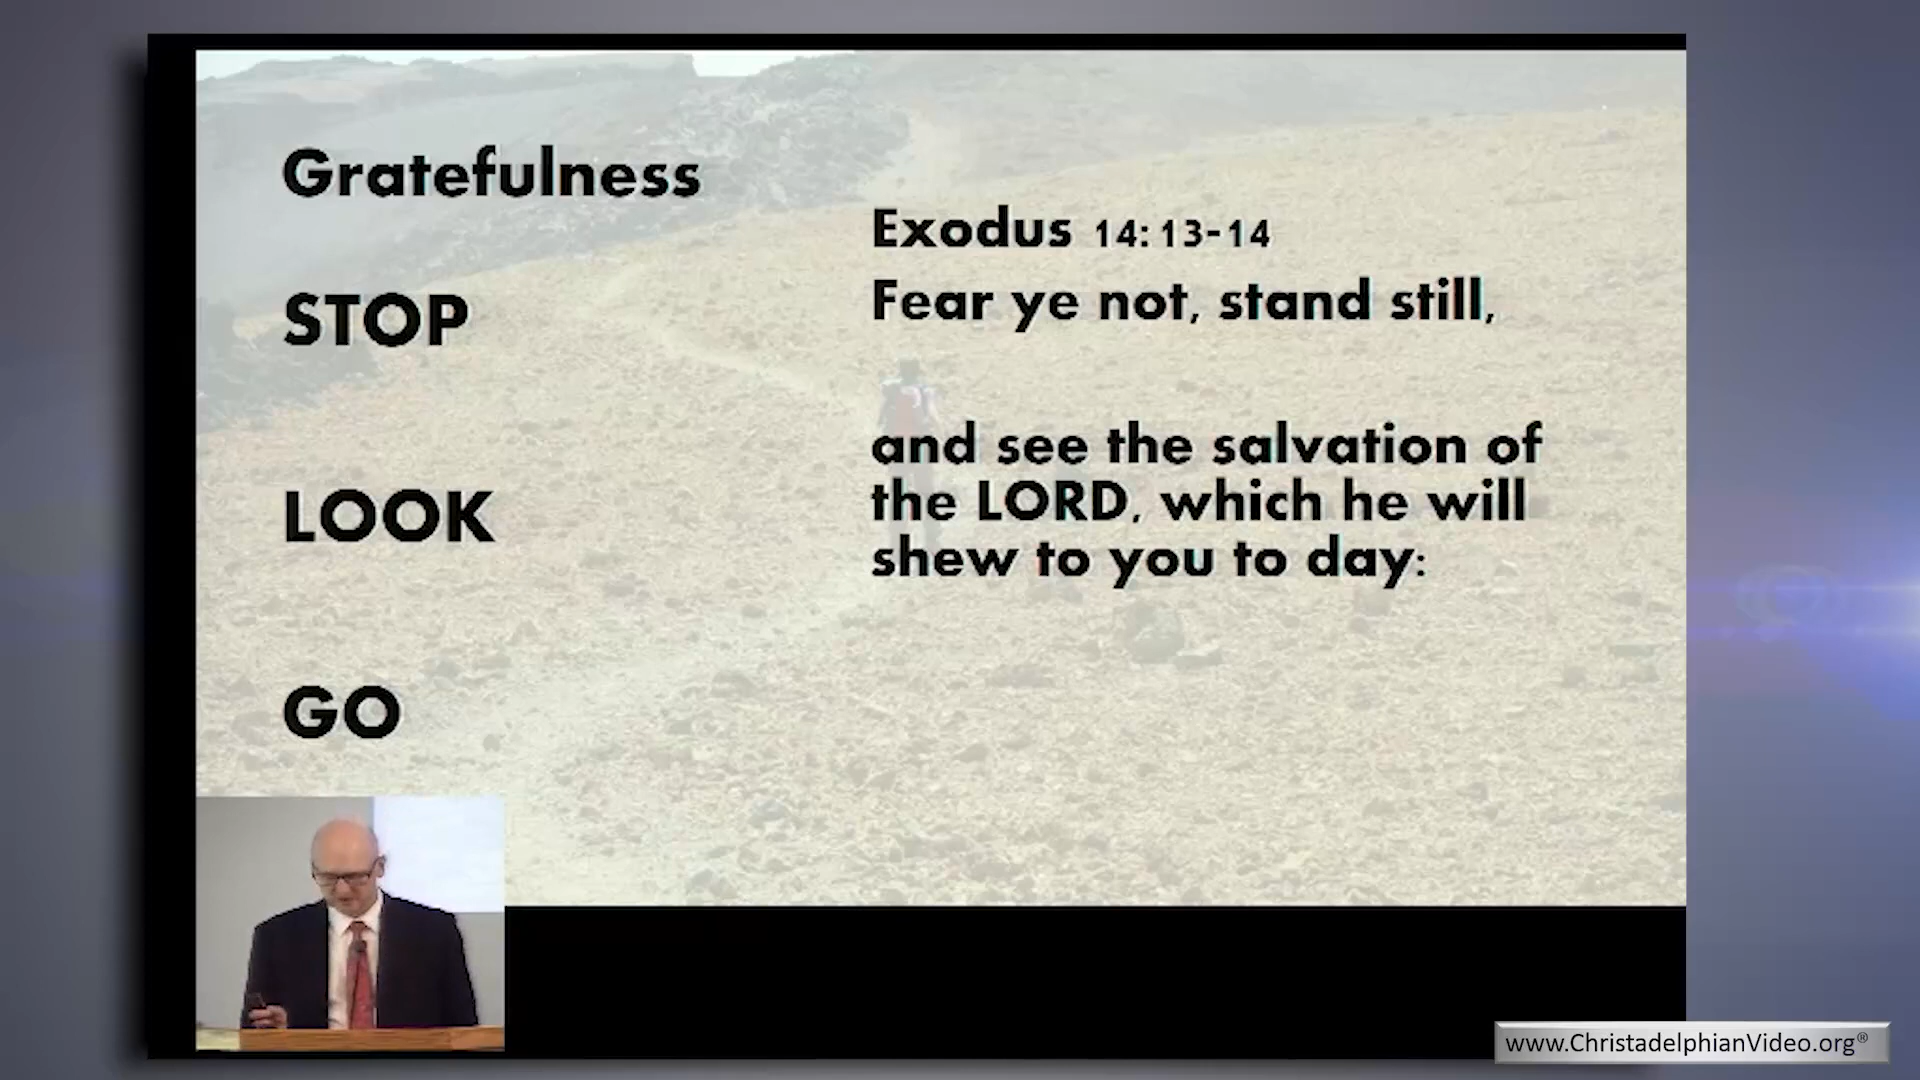 Gratefulness
STOP
LOOK
GO
Exodus 14:13-14
Fear ye not, stand still,
and see the salvation of
the LORD, which he will
shew to you to day:
www.ChristadelphianVideo.org®